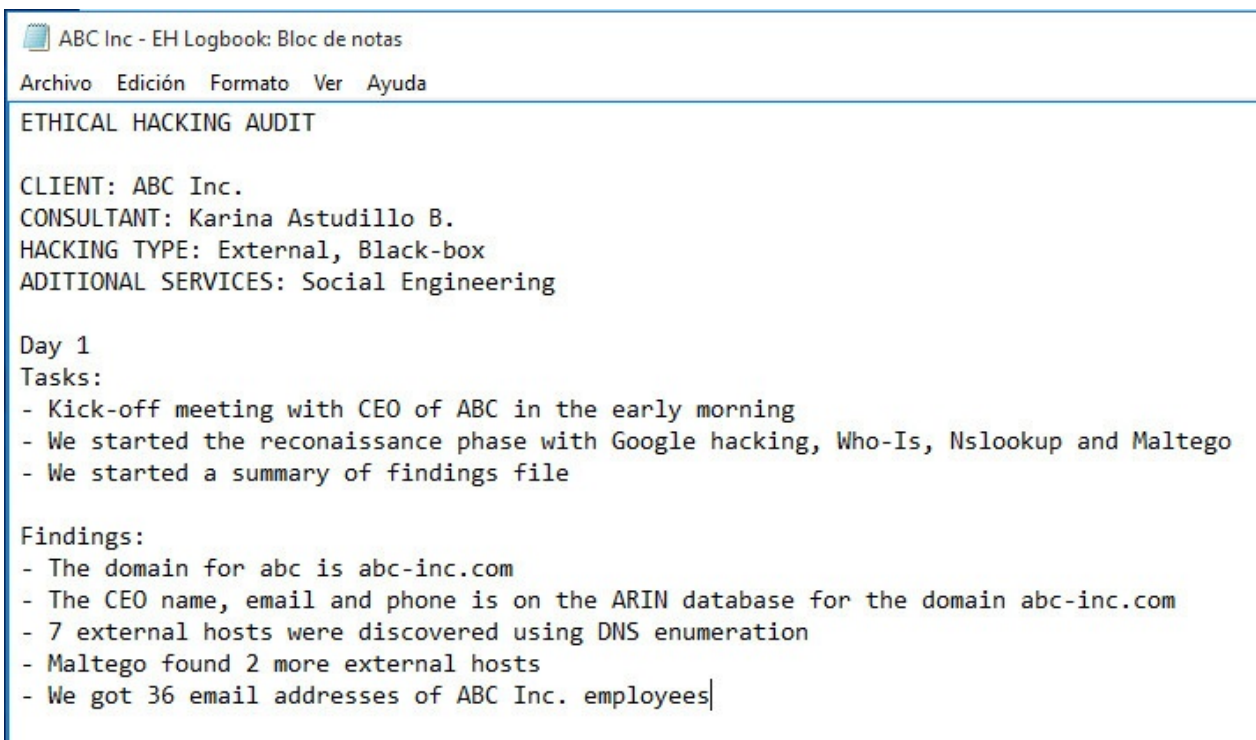 ABC Inc - EH Logbook: Bloc de notas
Archivo Edición Formato Ver Ayuda
ETHICAL HACKING AUDIT
CLIENT: ABC Inc.
CONSULTANT: Karina Astudillo B.
HACKING TYPE: External, Black-box
ADITIONAL SERVICES: Social Engineering
Day 1
Tasks:
- Kick-off meeting with CEO of ABC in the early morning
- We started the reconaissance phase with Google hacking, Who-Is, Nslookup and Maltego
- We started a summary of findings file
Findings:
- The domain for abc is abc-inc.com
- The CEO name, email and phone is on the ARIN database for the domain abc-inc.com
- 7 external hosts were discovered using DNS enumeration
- Maltego found 2 more external hosts
- We got 36 email addresses of ABC Inc. employees